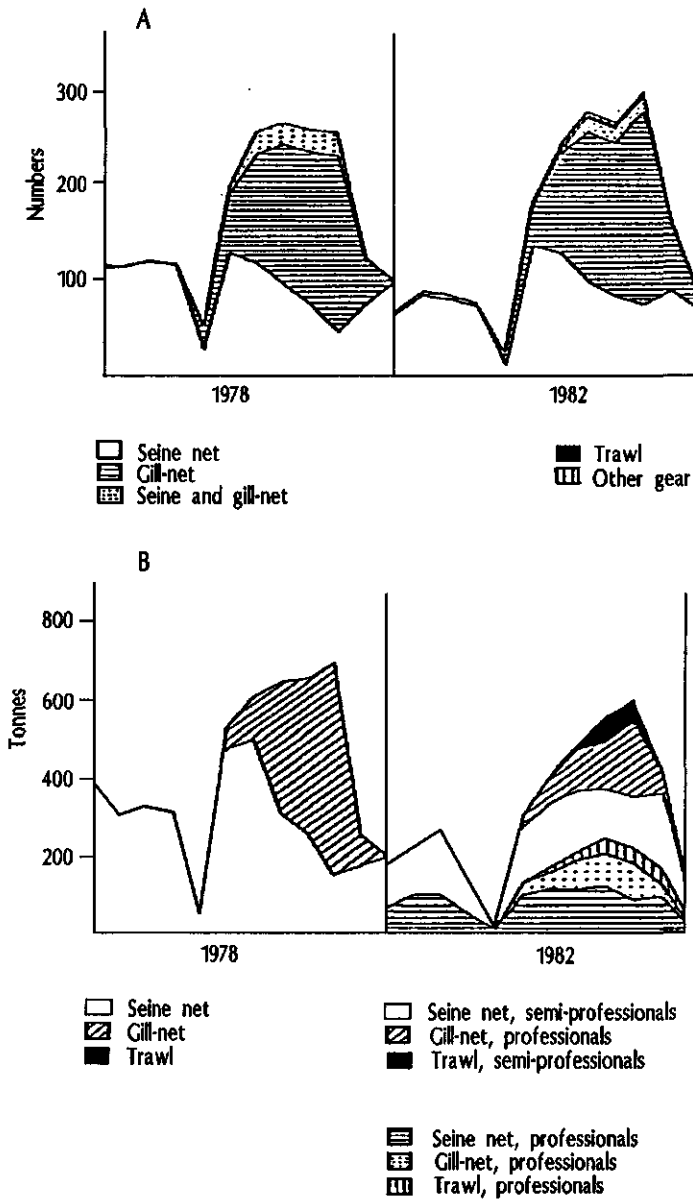 A
300
200
100
Numbers
1978
1982
Seine net
Gill-net
Seine and gill-net
Trawl
Other gear
B
800
600
400
200
Tonnes
1978
1982
Seine net
Gill-net
Trawl
Seine net, semi-professionals
Gill-net, professionals
Trawl, semi-professionals
Seine net, professionals
Gill-net, professionals
Trawl, professionals